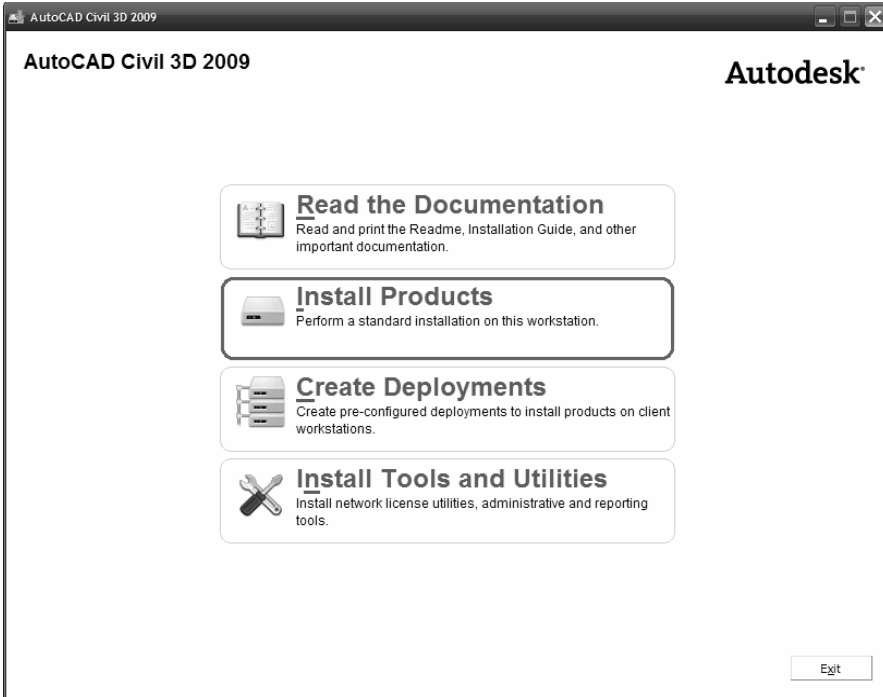 AutoCAD Civil 3D 2009
AutoCAD Civil 3D 2009
Autodesk
Read the Documentation
Read and print the Readme, Installation Guide, and other
important documentation.
Install Products
Perform a standard installation on this workstation.
Create Deployments
Create pre-configured deployments to install products on client
workstations.
Install Tools and Utilities
Install network license utilities, administrative and reporting
tools.
Exit